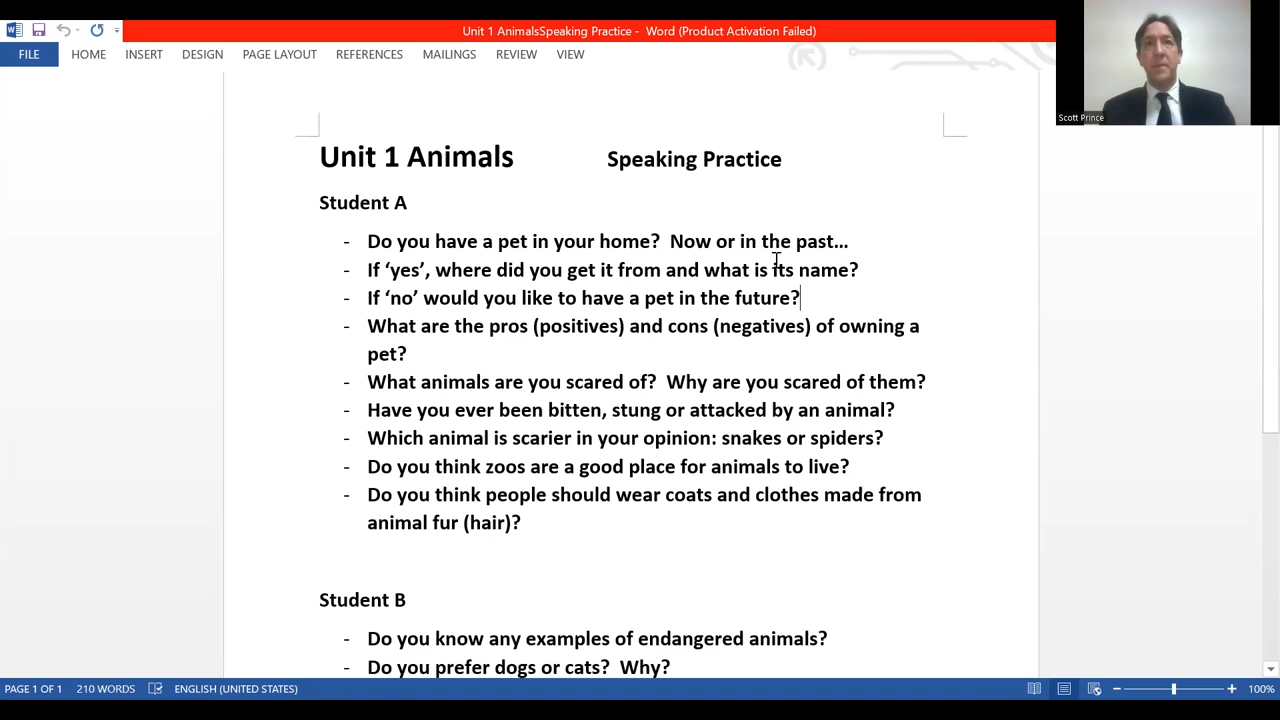 Unit 1 AnimalsSpeaking Practice - Word (Product Activation Failed)
FILE HOME INSERT DESIGN PAGE LAYOUT REFERENCES MAILINGS REVIEW VIEW
Scott Prince
Unit 1 Animals Speaking Practice
Student A
- Do you have a pet in your home? Now or in the past…
- If ‘yes’, where did you get it from and what is its name?
- If ‘no’ would you like to have a pet in the future?
- What are the pros (positives) and cons (negatives) of owning a
pet?
- What animals are you scared of? Why are you scared of them?
- Have you ever been bitten, stung or attacked by an animal?
- Which animal is scarier in your opinion: snakes or spiders?
- Do you think zoos are a good place for animals to live?
- Do you think people should wear coats and clothes made from
animal fur (hair)?
Student B
- Do you know any examples of endangered animals?
- Do you prefer dogs or cats? Why?
PAGE 1 OF 1 210 WORDS ENGLISH (UNITED STATES) 100%